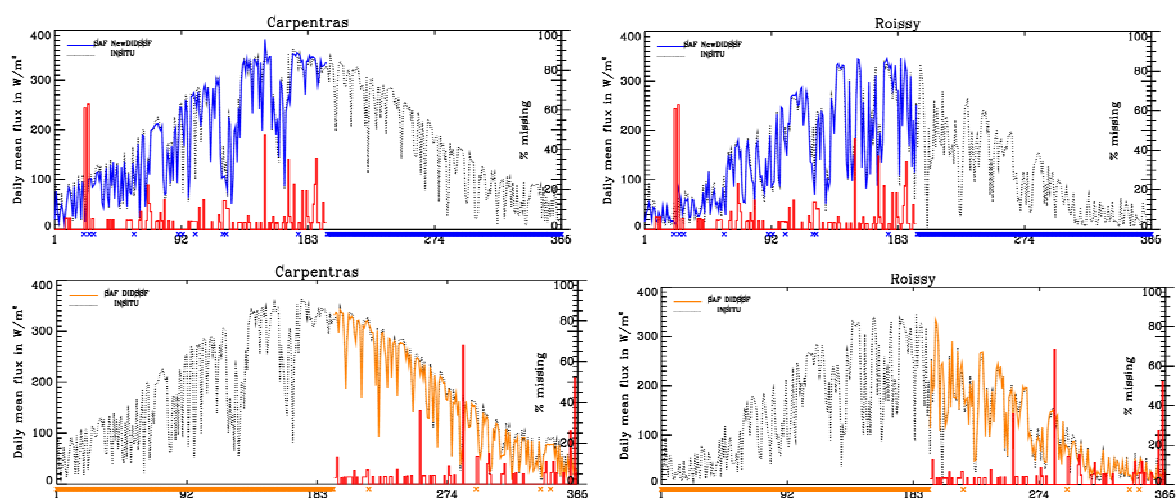 Carpentras
400
300
200
100
0
Daily mean flux in W/m²
SAF NewDIDSSF
INSITU
100
80
60
40
20
0
% missing
1 92 183 274 365
Roissy
400
300
200
100
0
Daily mean flux in W/m²
SAF NewDIDSSF
INSITU
100
80
60
40
20
0
% missing
1 92 183 274 365
Carpentras
400
300
200
100
0
Daily mean flux in W/m²
SAF DIDSSF
INSITU
100
80
60
40
20
0
% missing
1 92 183 274 365
Roissy
400
300
200
100
0
Daily mean flux in W/m²
SAF DIDSSF
INSITU
100
80
60
40
20
0
% missing
1 92 183 274 365